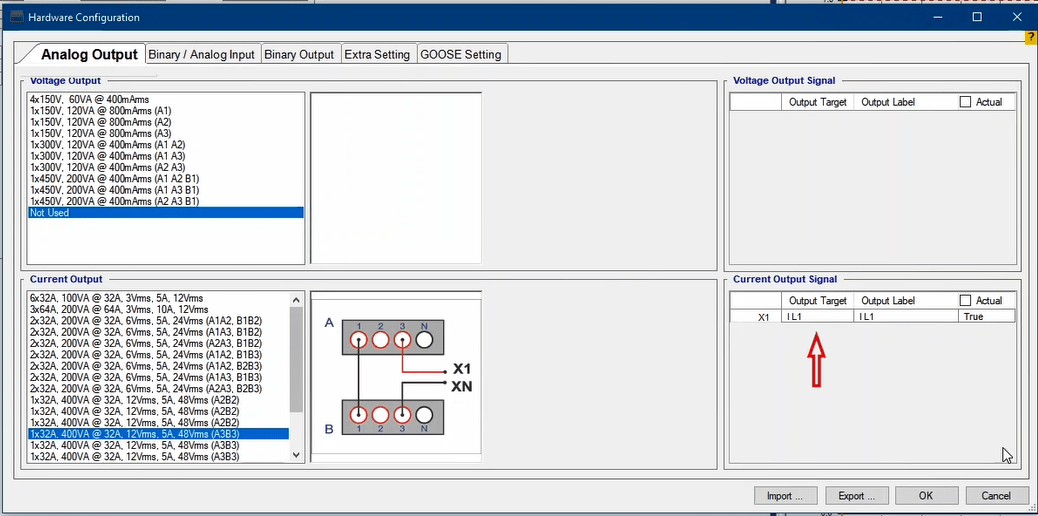 Hardware Configuration
?
Analog Output
Binary / Analog Input
Binary Output
Extra Setting
GOOSE Setting
Voltage Output
4x150V, 60VA @ 400mArms
1x150V, 120VA @ 800mArms (A1)
1x150V, 120VA @ 800mArms (A2)
1x150V, 120VA @ 800mArms (A3)
1x300V, 120VA @ 400mArms (A1 A2)
1x300V, 120VA @ 400mArms (A1 A3)
1x300V, 120VA @ 400mArms (A2 A3)
1x450V, 200VA @ 400mArms (A1 A2 B1)
1x450V, 200VA @ 400mArms (A1 A3 B1)
1x450V, 200VA @ 400mArms (A2 A3 B1)
Not Used
Voltage Output Signal
Output Target Output Label Actual
Current Output
6x32A, 100VA @ 32A, 3Vrms, 5A, 12Vrms
3x64A, 200VA @ 64A, 3Vrms, 10A, 12Vrms
2x32A, 200VA @ 32A, 6Vrms, 5A, 24Vrms (A1A2, B1B2)
2x32A, 200VA @ 32A, 6Vrms, 5A, 24Vrms (A1A3, B1B2)
2x32A, 200VA @ 32A, 6Vrms, 5A, 24Vrms (A2A3, B1B2)
2x32A, 200VA @ 32A, 6Vrms, 5A, 24Vrms (A1A2, B1B3)
2x32A, 200VA @ 32A, 6Vrms, 5A, 24Vrms (A1A2, B2B3)
2x32A, 200VA @ 32A, 6Vrms, 5A, 24Vrms (A1A3, B1B3)
2x32A, 200VA @ 32A, 6Vrms, 5A, 24Vrms (A2A3, B2B3)
1x32A, 400VA @ 32A, 12Vrms, 5A, 48Vrms (A2B2)
1x32A, 400VA @ 32A, 12Vrms, 5A, 48Vrms (A2B2)
1x32A, 400VA @ 32A, 12Vrms, 5A, 48Vrms (A2B2)
1x32A, 400VA @ 32A, 12Vrms, 5A, 48Vrms (A3B3)
1x32A, 400VA @ 32A, 12Vrms, 5A, 48Vrms (A3B3)
1x32A, 400VA @ 32A, 12Vrms, 5A, 48Vrms (A3B3)
A 1 2 3 N
X1
XN
B 1 2 3 N
Current Output Signal
Output Target Output Label Actual
X1 I L1 I L1 True
Import ...
Export ...
OK
Cancel